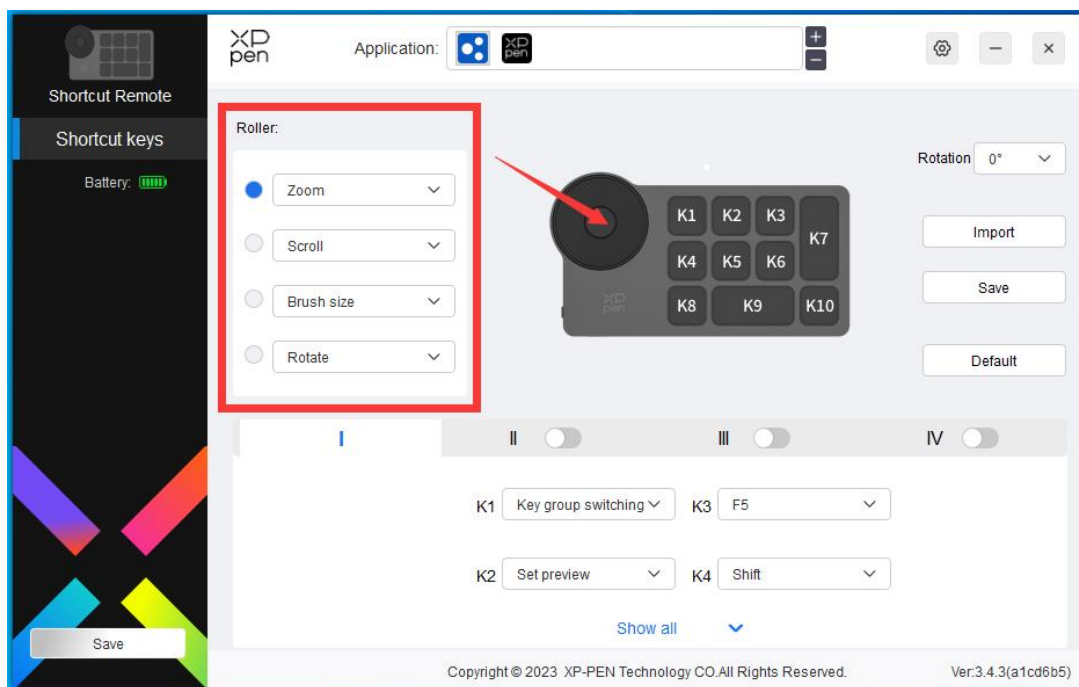 Shortcut Remote
Shortcut keys
Battery:
Save
XP
pen
Application:
XP
pen
+
−
Roller:
Zoom
Scroll
Brush size
Rotate
K1 K2 K3
K7
K4 K5 K6
K8 K9 K10
XP
pen
Rotation 0°
Import
Save
Default
I II III IV
K1 Key group switching K3 F5
K2 Set preview K4 Shift
Show all
Copyright © 2023 XP-PEN Technology CO.All Rights Reserved. Ver:3.4.3(a1cd6b5)